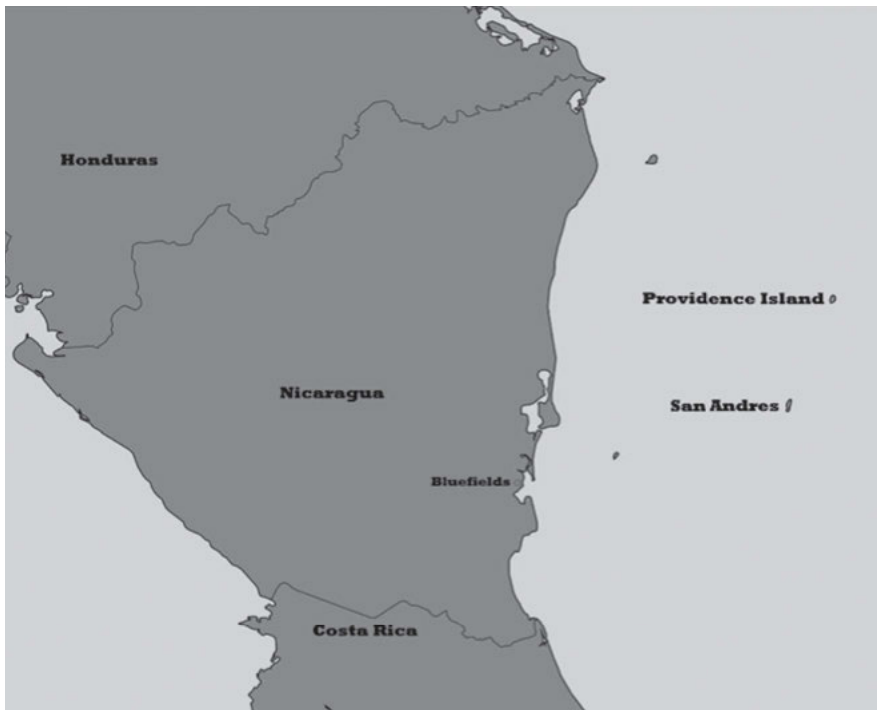 Honduras
Providence Island
Nicaragua
San Andres
Bluefields
Costa Rica